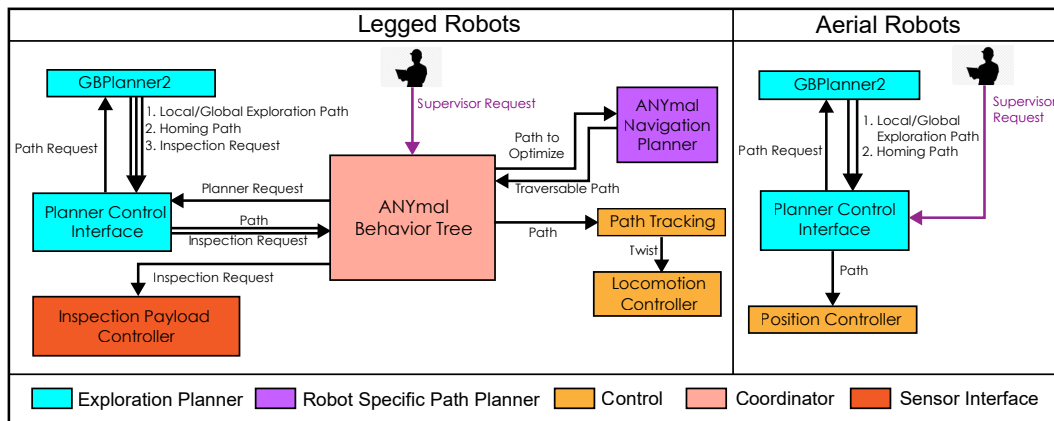 Legged Robots
Aerial Robots
GBPlanner2
1. Local/Global Exploration Path
2. Homing Path
3. Inspection Request
Path Request
Supervisor Request
ANYmal
Navigation
Planner
Path to
Optimize
Traversable Path
Planner Request
Planner Control
Interface
Path
Inspection Request
ANYmal
Behavior Tree
Path
Path Tracking
Twist
Locomotion
Controller
Inspection Request
Inspection Payload
Controller
GBPlanner2
Supervisor
Request
1. Local/Global
Exploration Path
2. Homing Path
Path Request
Planner Control
Interface
Path
Position Controller
Exploration Planner
Robot Specific Path Planner
Control
Coordinator
Sensor Interface